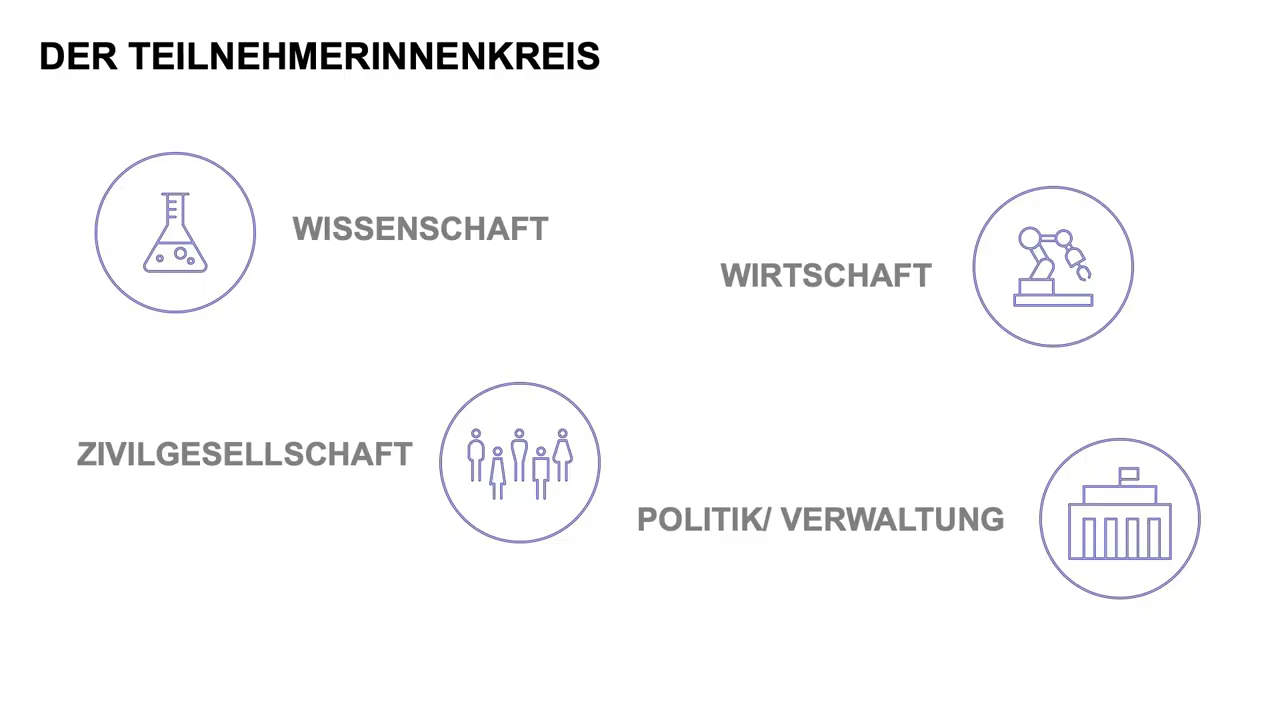 DER TEILNEHMERINNENKREIS
WISSENSCHAFT
WIRTSCHAFT
ZIVILGESELLSCHAFT
POLITIK/ VERWALTUNG